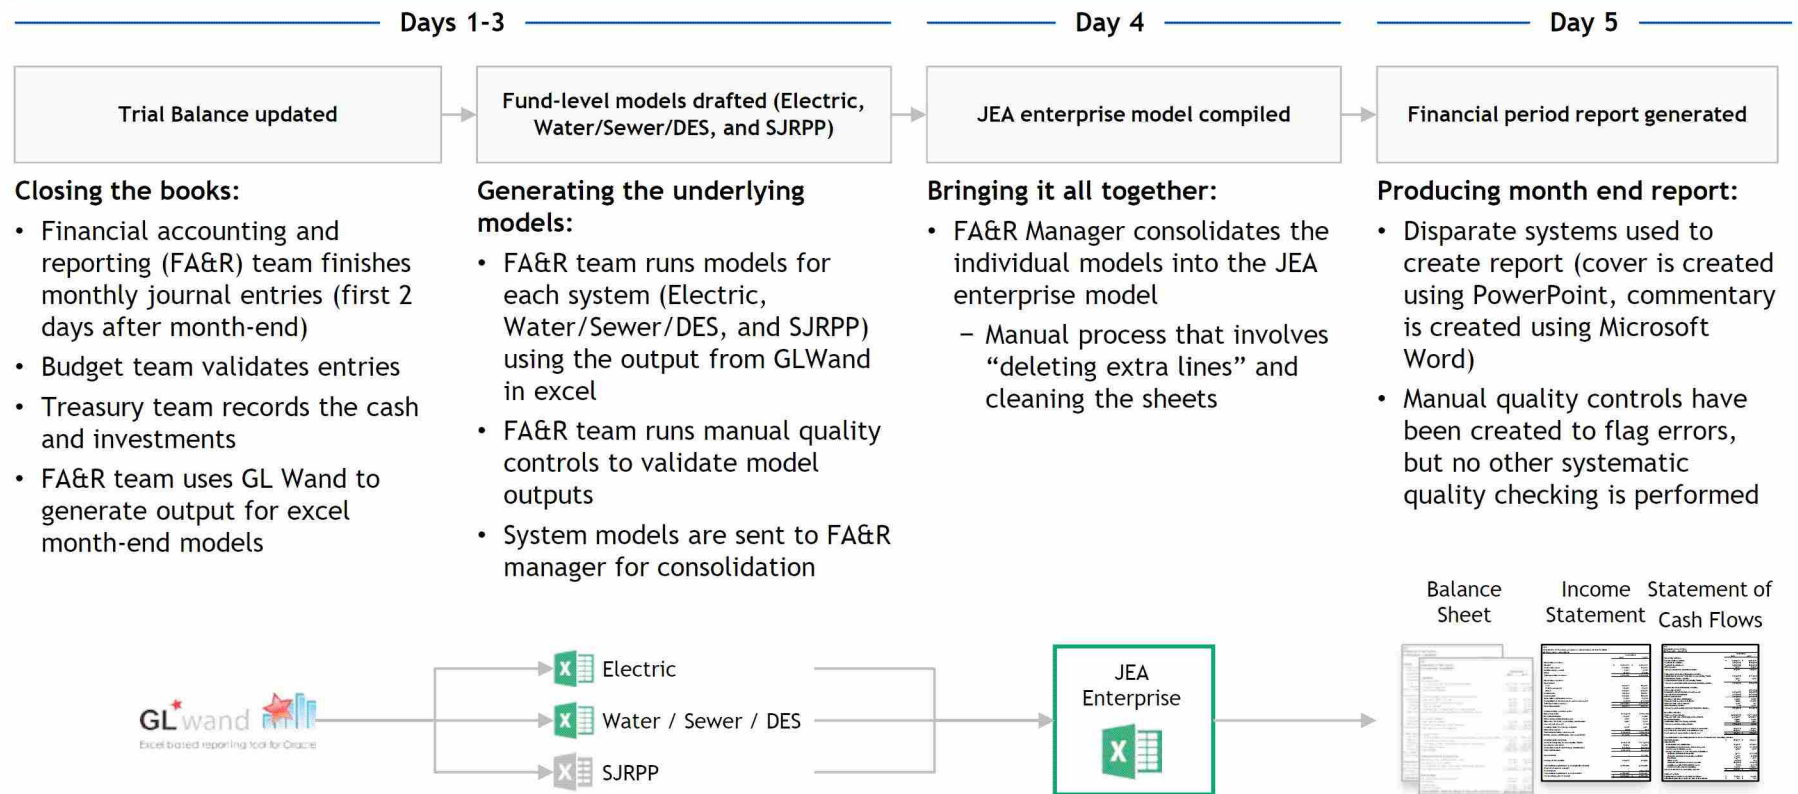 Days 1-3
Day 4
Day 5
Trial Balance updated
Fund-level models drafted (Electric,
Water/Sewer/DES, and SJRPP)
JEA enterprise model compiled
Financial period report generated
Closing the books:
• Financial accounting and
reporting (FA&R) team finishes
monthly journal entries (first 2
days after month-end)
• Budget team validates entries
• Treasury team records the cash
and investments
• FA&R team uses GL Wand to
generate output for excel
month-end models
Generating the underlying
models:
• FA&R team runs models for
each system (Electric,
Water/Sewer/DES, and SJRPP)
using the output from GLWand
in excel
• FA&R team runs manual quality
controls to validate model
outputs
• System models are sent to FA&R
manager for consolidation
Bringing it all together:
• FA&R Manager consolidates the
individual models into the JEA
enterprise model
– Manual process that involves
“deleting extra lines” and
cleaning the sheets
Producing month end report:
• Disparate systems used to
create report (cover is created
using PowerPoint, commentary
is created using Microsoft
Word)
• Manual quality controls have
been created to flag errors,
but no other systematic
quality checking is performed
GL wand
Excel based reporting tool for Oracle
Electric
Water / Sewer / DES
SJRPP
JEA
Enterprise
Balance
Sheet
Income
Statement
Statement of
Cash Flows